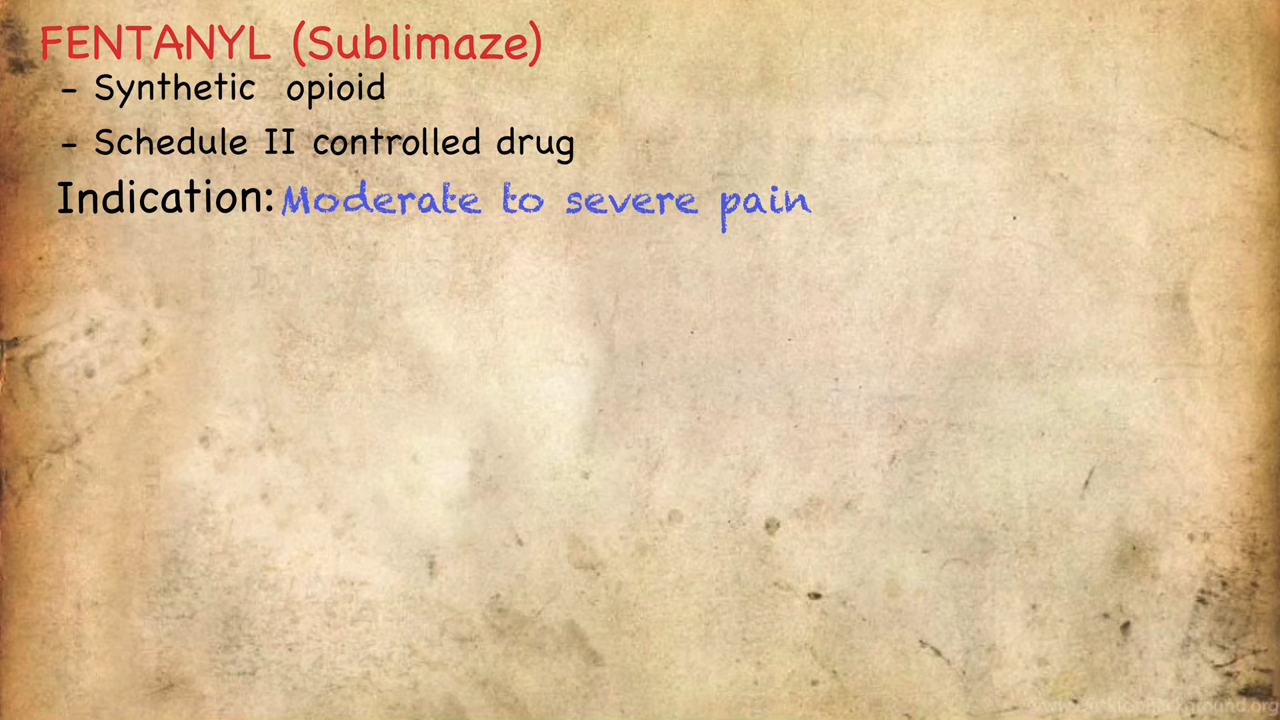 FENTANYL (Sublimaze)
- Synthetic opioid
- Schedule II controlled drug
Indication: Moderate to severe pain